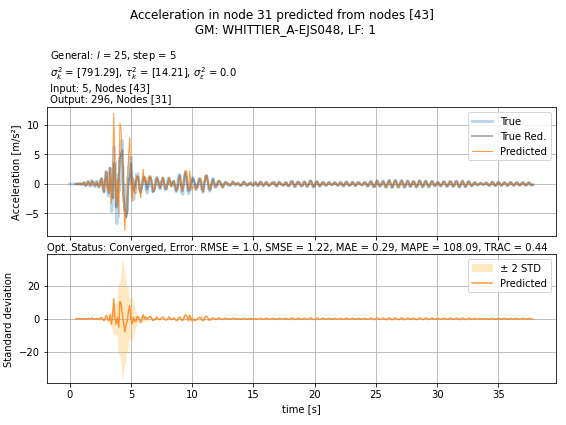 Acceleration in node 31 predicted from nodes [43]
GM: WHITTIER_A-EJS048, LF: 1
General: l = 25, step = 5
σ²ₖ = [791.29], τ²ₖ = [14.21], σ²ₑ = 0.0
Input: 5, Nodes [43]
Output: 296, Nodes [31]
Acceleration [m/s²]
10
5
0
−5
True
True Red.
Predicted
Opt. Status: Converged, Error: RMSE = 1.0, SMSE = 1.22, MAE = 0.29, MAPE = 108.09, TRAC = 0.44
Standard deviation
20
0
−20
± 2 STD
Predicted
0 5 10 15 20 25 30 35
time [s]